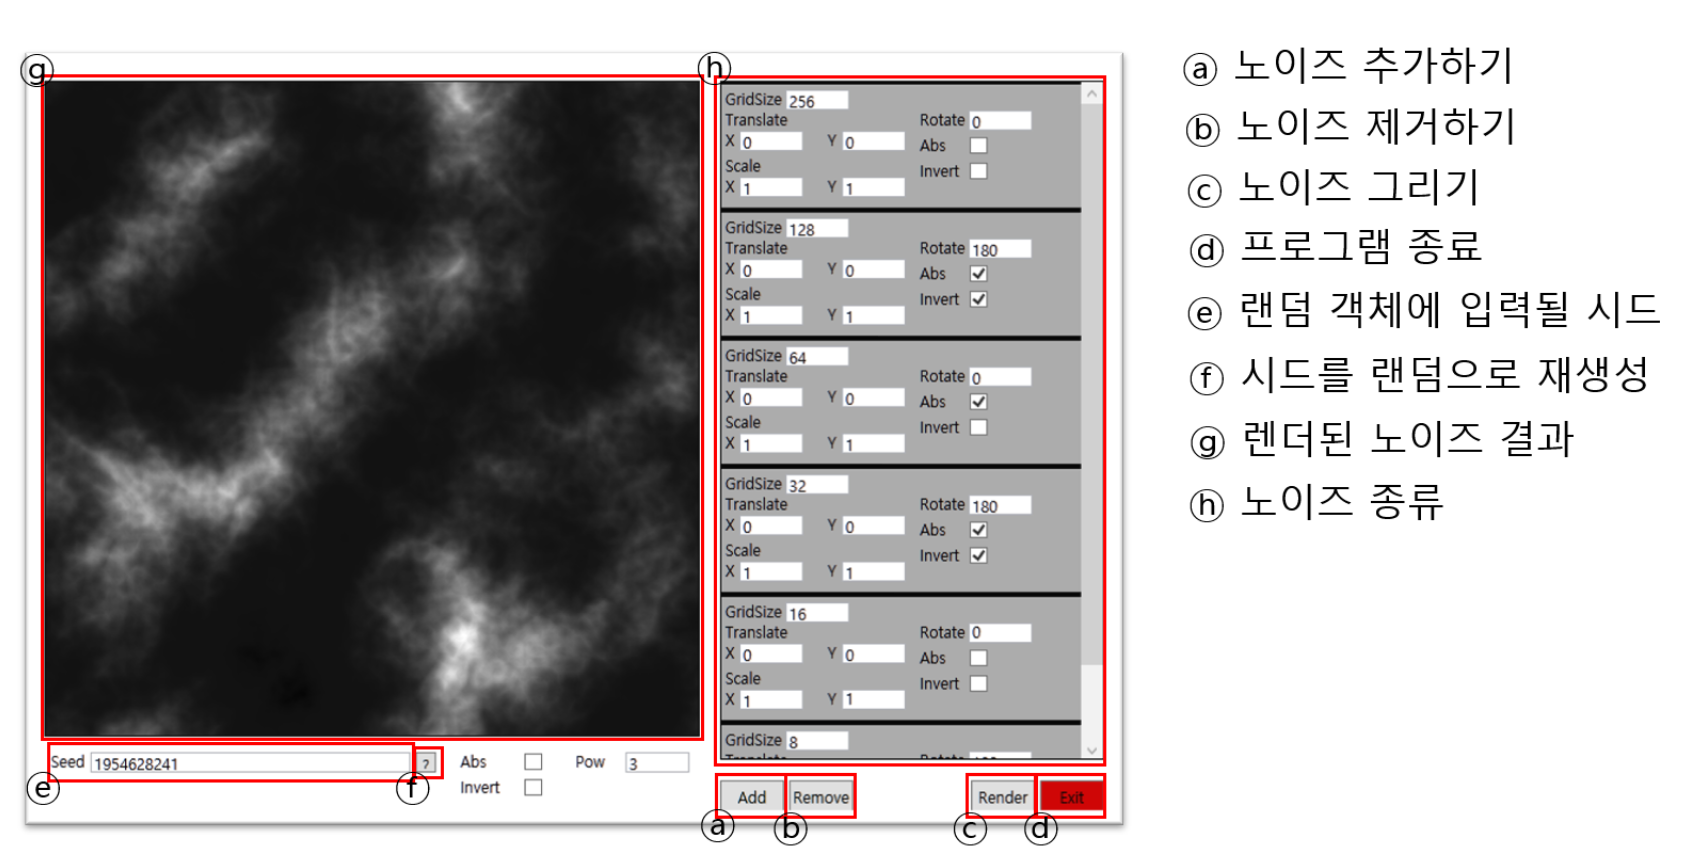 ⓖ
ⓗ
GridSize 256
Translate Rotate 0
X 0 Y 0 Abs
Scale Invert
X 1 Y 1
GridSize 128
Translate Rotate 180
X 0 Y 0 Abs
Scale Invert
X 1 Y 1
GridSize 64
Translate Rotate 0
X 0 Y 0 Abs
Scale Invert
X 1 Y 1
GridSize 32
Translate Rotate 180
X 0 Y 0 Abs
Scale Invert
X 1 Y 1
GridSize 16
Translate Rotate 0
X 0 Y 0 Abs
Scale Invert
X 1 Y 1
GridSize 8
Seed 1954628241 ? Abs Pow 3
Invert
ⓔ ⓕ
Add Remove Render Exit
ⓐ ⓑ ⓒ ⓓ
ⓐ 노이즈 추가하기
ⓑ 노이즈 제거하기
ⓒ 노이즈 그리기
ⓓ 프로그램 종료
ⓔ 랜덤 객체에 입력될 시드
ⓕ 시드를 랜덤으로 재생성
ⓖ 렌더된 노이즈 결과
ⓗ 노이즈 종류